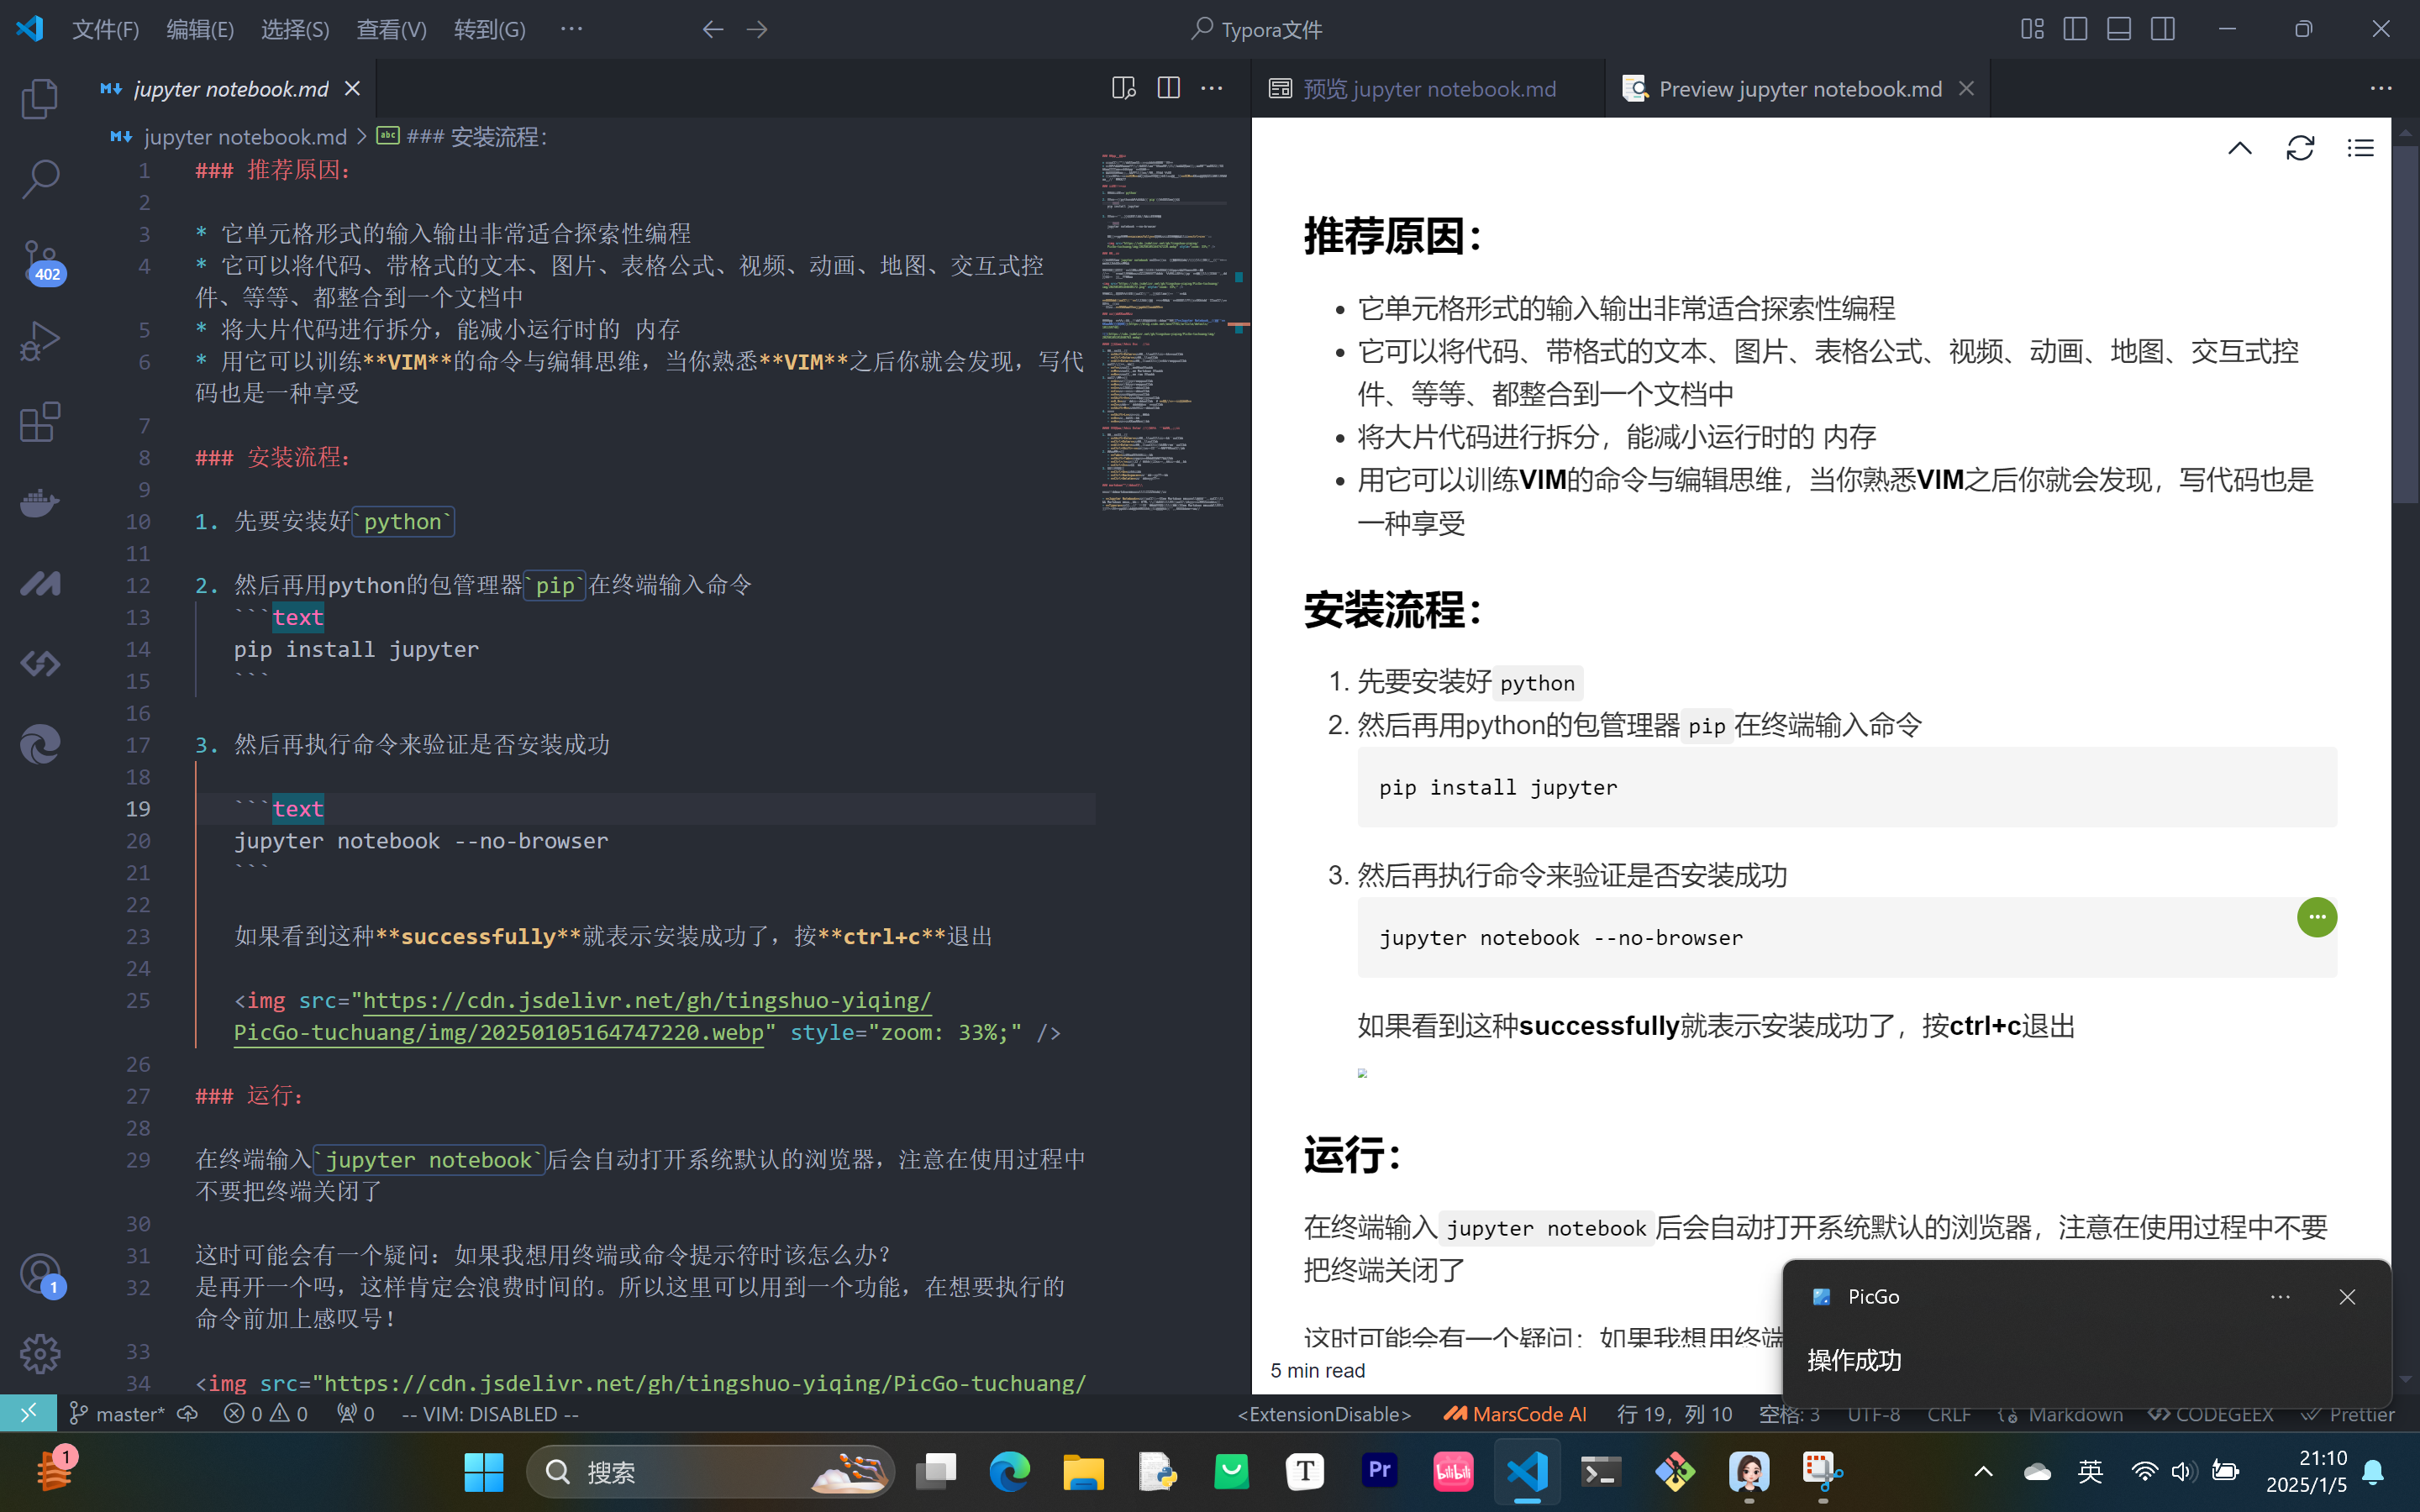 文件(F) 编辑(E) 选择(S) 查看(V) 转到(G) ··· Typora文件
jupyter notebook.md
jupyter notebook.md > ### 安装流程：
402
1 ### 推荐原因：
2
3 * 它单元格形式的输入输出非常适合探索性编程
4 * 它可以将代码、带格式的文本、图片、表格公式、视频、动画、地图、交互式控
件、等等、都整合到一个文档中
5 * 将大片代码进行拆分，能减小运行时的 内存
6 * 用它可以训练**VIM**的命令与编辑思维，当你熟悉**VIM**之后你就会发现，写代
码也是一种享受
7
8 ### 安装流程：
9
10 1. 先要安装好`python`
11
12 2. 然后再用python的包管理器`pip`在终端输入命令
13 ```text
14 pip install jupyter
15 ```
16
17 3. 然后再执行命令来验证是否安装成功
18
19 ```text
20 jupyter notebook --no-browser
21 ```
22
23 如果看到这种**successfully**就表示安装成功了，按**ctrl+c**退出
24
25 <img src="https://cdn.jsdelivr.net/gh/tingshuo-yiqing/
PicGo-tuchuang/img/20250105164747220.webp" style="zoom: 33%;" />
26
27 ### 运行：
28
29 在终端输入`jupyter notebook`后会自动打开系统默认的浏览器，注意在使用过程中
不要把终端关闭了
30
31 这时可能会有一个疑问：如果我想用终端或命令提示符时该怎么办？
32 是再开一个吗，这样肯定会浪费时间的。所以这里可以用到一个功能，在想要执行的
命令前加上感叹号！
33
34 <img src="https://cdn.jsdelivr.net/gh/tingshuo-yiqing/PicGo-tuchuang/
1
预览 jupyter notebook.md Preview jupyter notebook.md
推荐原因：
• 它单元格形式的输入输出非常适合探索性编程
• 它可以将代码、带格式的文本、图片、表格公式、视频、动画、地图、交互式控
件、等等、都整合到一个文档中
• 将大片代码进行拆分，能减小运行时的 内存
• 用它可以训练VIM的命令与编辑思维，当你熟悉VIM之后你就会发现，写代码也是
一种享受
安装流程：
1. 先要安装好 python
2. 然后再用python的包管理器 pip 在终端输入命令
pip install jupyter
3. 然后再执行命令来验证是否安装成功
jupyter notebook --no-browser
如果看到这种successfully就表示安装成功了，按ctrl+c退出
运行：
在终端输入 jupyter notebook 后会自动打开系统默认的浏览器，注意在使用过程中不要
把终端关闭了
这时可能会有一个疑问：如果我想用终端
5 min read
PicGo
操作成功
master* 0 0 0 -- VIM: DISABLED -- <ExtensionDisable> MarsCode AI 行 19，列 10 空格: 3 UTF-8 CRLF Markdown CODEGEEX Prettier
1 搜索 T Pr bilibili 英 21:10
2025/1/5